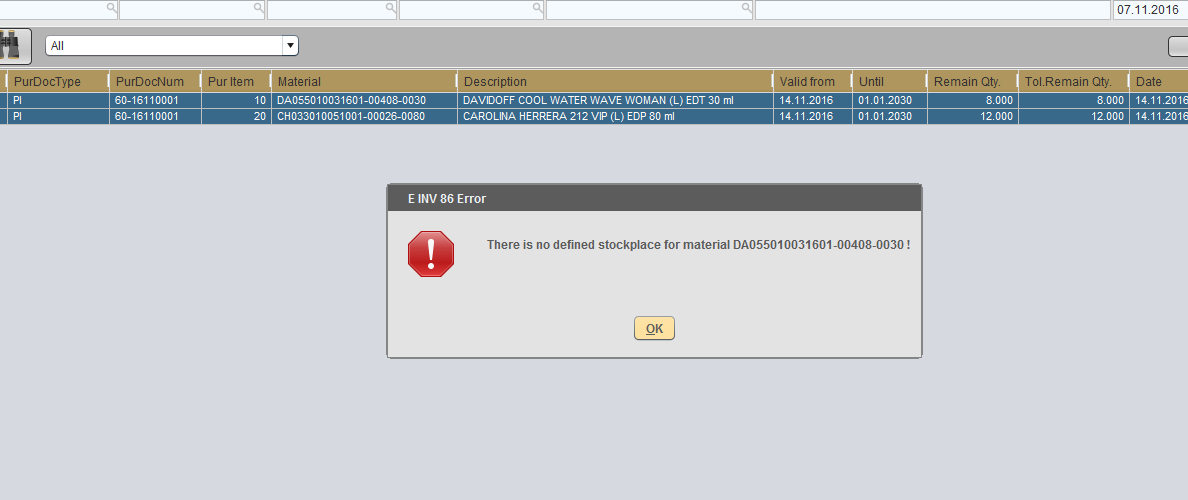 07.11.2016
All
PurDocType PurDocNum Pur Item Material Description Valid from Until Remain Qty. Tol.Remain Qty. Date
PI 60-16110001 10 DA055010031601-00408-0030 DAVIDOFF COOL WATER WAVE WOMAN (L) EDT 30 ml 14.11.2016 01.01.2030 8.000 8.000 14.11.2016
PI 60-16110001 20 CH033010051001-00026-0080 CAROLINA HERRERA 212 VIP (L) EDP 80 ml 14.11.2016 01.01.2030 12.000 12.000 14.11.2016
E INV 86 Error
There is no defined stockplace for material DA055010031601-00408-0030 !
OK